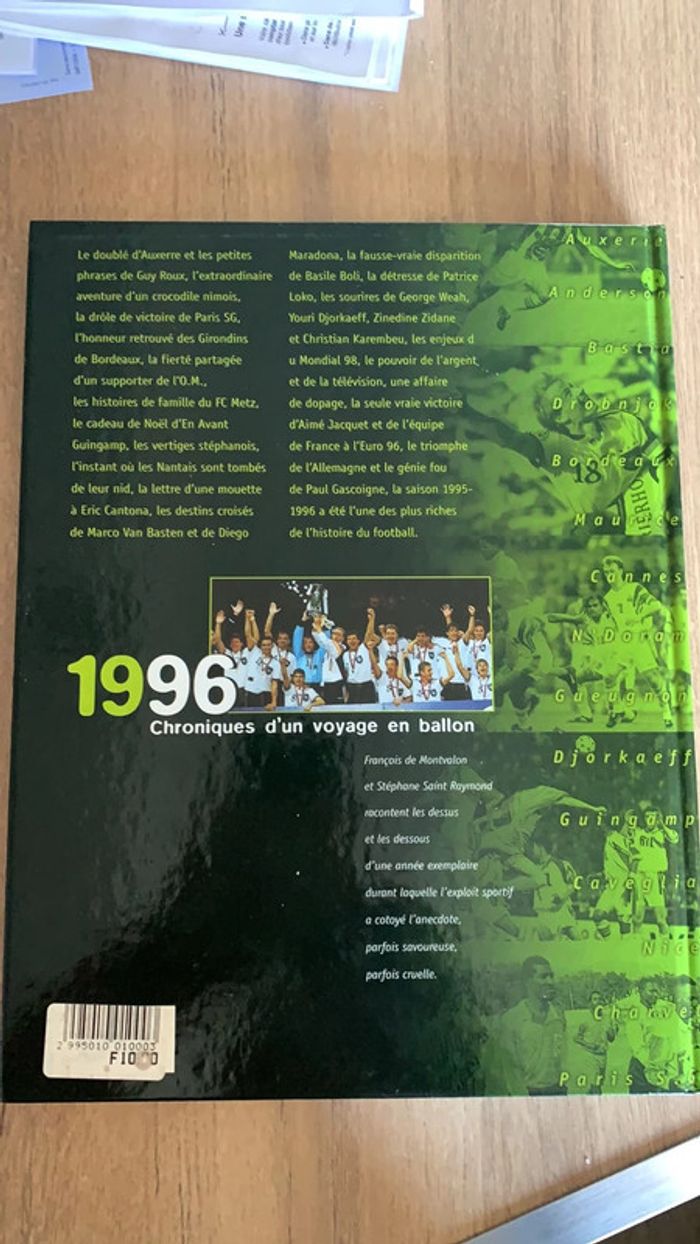 Le doublé d'Auxerre et les petites
phrases de Guy Roux, l'extraordinaire
aventure d'un crocodile nimois,
la drôle de victoire de Paris SG,
l'honneur retrouvé des Girondins
de Bordeaux, la fierté partagée
d'un supporter de l'O.M.,
les histoires de famille du FC Metz,
le cadeau de Noël d'En Avant
Guingamp, les vertiges stéphanois,
l'instant où les Nantais sont tombés
de leur nid, la lettre d'une mouette
à Eric Cantona, les destins croisés
de Marco Van Basten et de Diego
Maradona, la fausse-vraie disparition
de Basile Boli, la détresse de Patrice
Loko, les sourires de George Weah,
Youri Djorkaeff, Zinedine Zidane
et Christian Karembeu, les enjeux d
u Mondial 98, le pouvoir de l'argent
et de la télévision, une affaire
de dopage, la seule vraie victoire
d'Aimé Jacquet et de l'équipe
de France à l'Euro 96, le triomphe
de l'Allemagne et le génie fou
de Paul Gascoigne, la saison 1995-
1996 a été l'une des plus riches
de l'histoire du football.
1996
Chroniques d'un voyage en ballon
François de Montvalon
et Stéphane Saint Raymond
racontent les dessus
et les dessous
d'une année exemplaire
durant laquelle l'exploit sportif
a cotoyé l'anecdote,
parfois savoureuse,
parfois cruelle.
Auxerre
Anderson
Bastia
Drobnjak
Bordeaux
18
Maurice
Cannes
N'Doram
Gueugnon
Djorkaeff
Guingamp
Caveglia
Nice
Charvet
Paris S.G
2 995010 010003